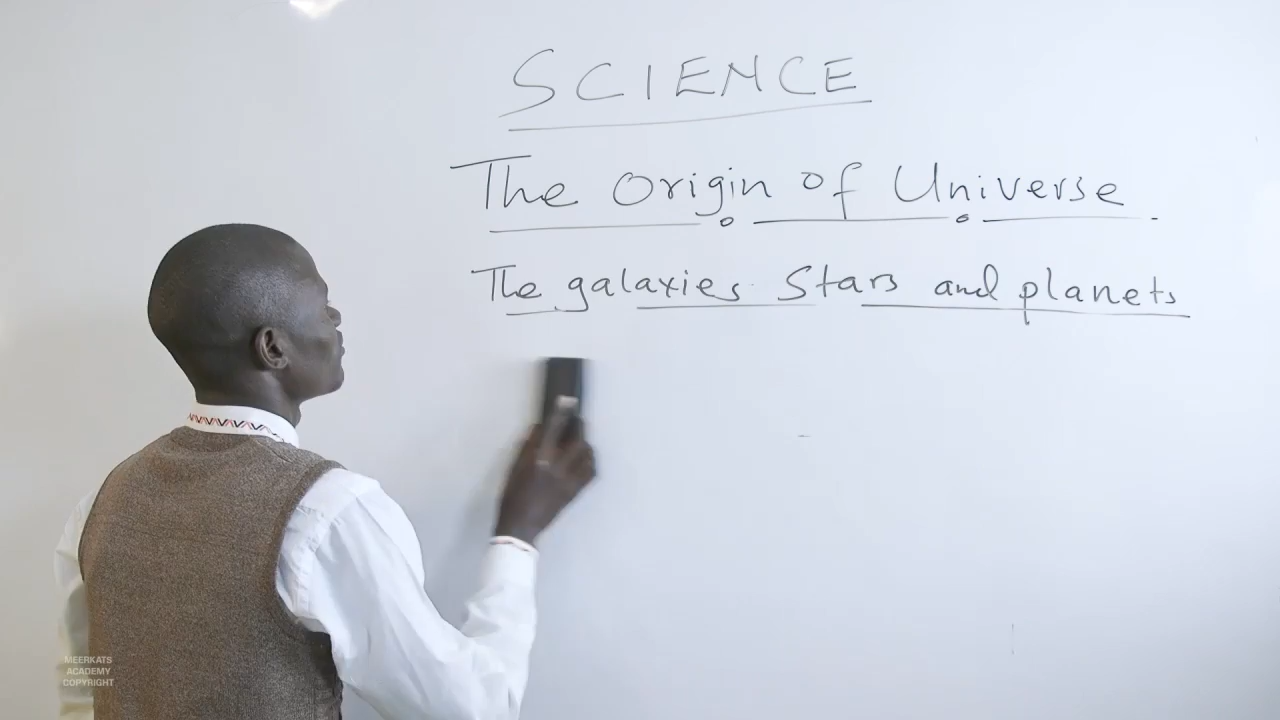 SCIENCE
The Origin of Universe
The galaxies Stars and planets
MEERKATS
ACADEMY
COPYRIGHT